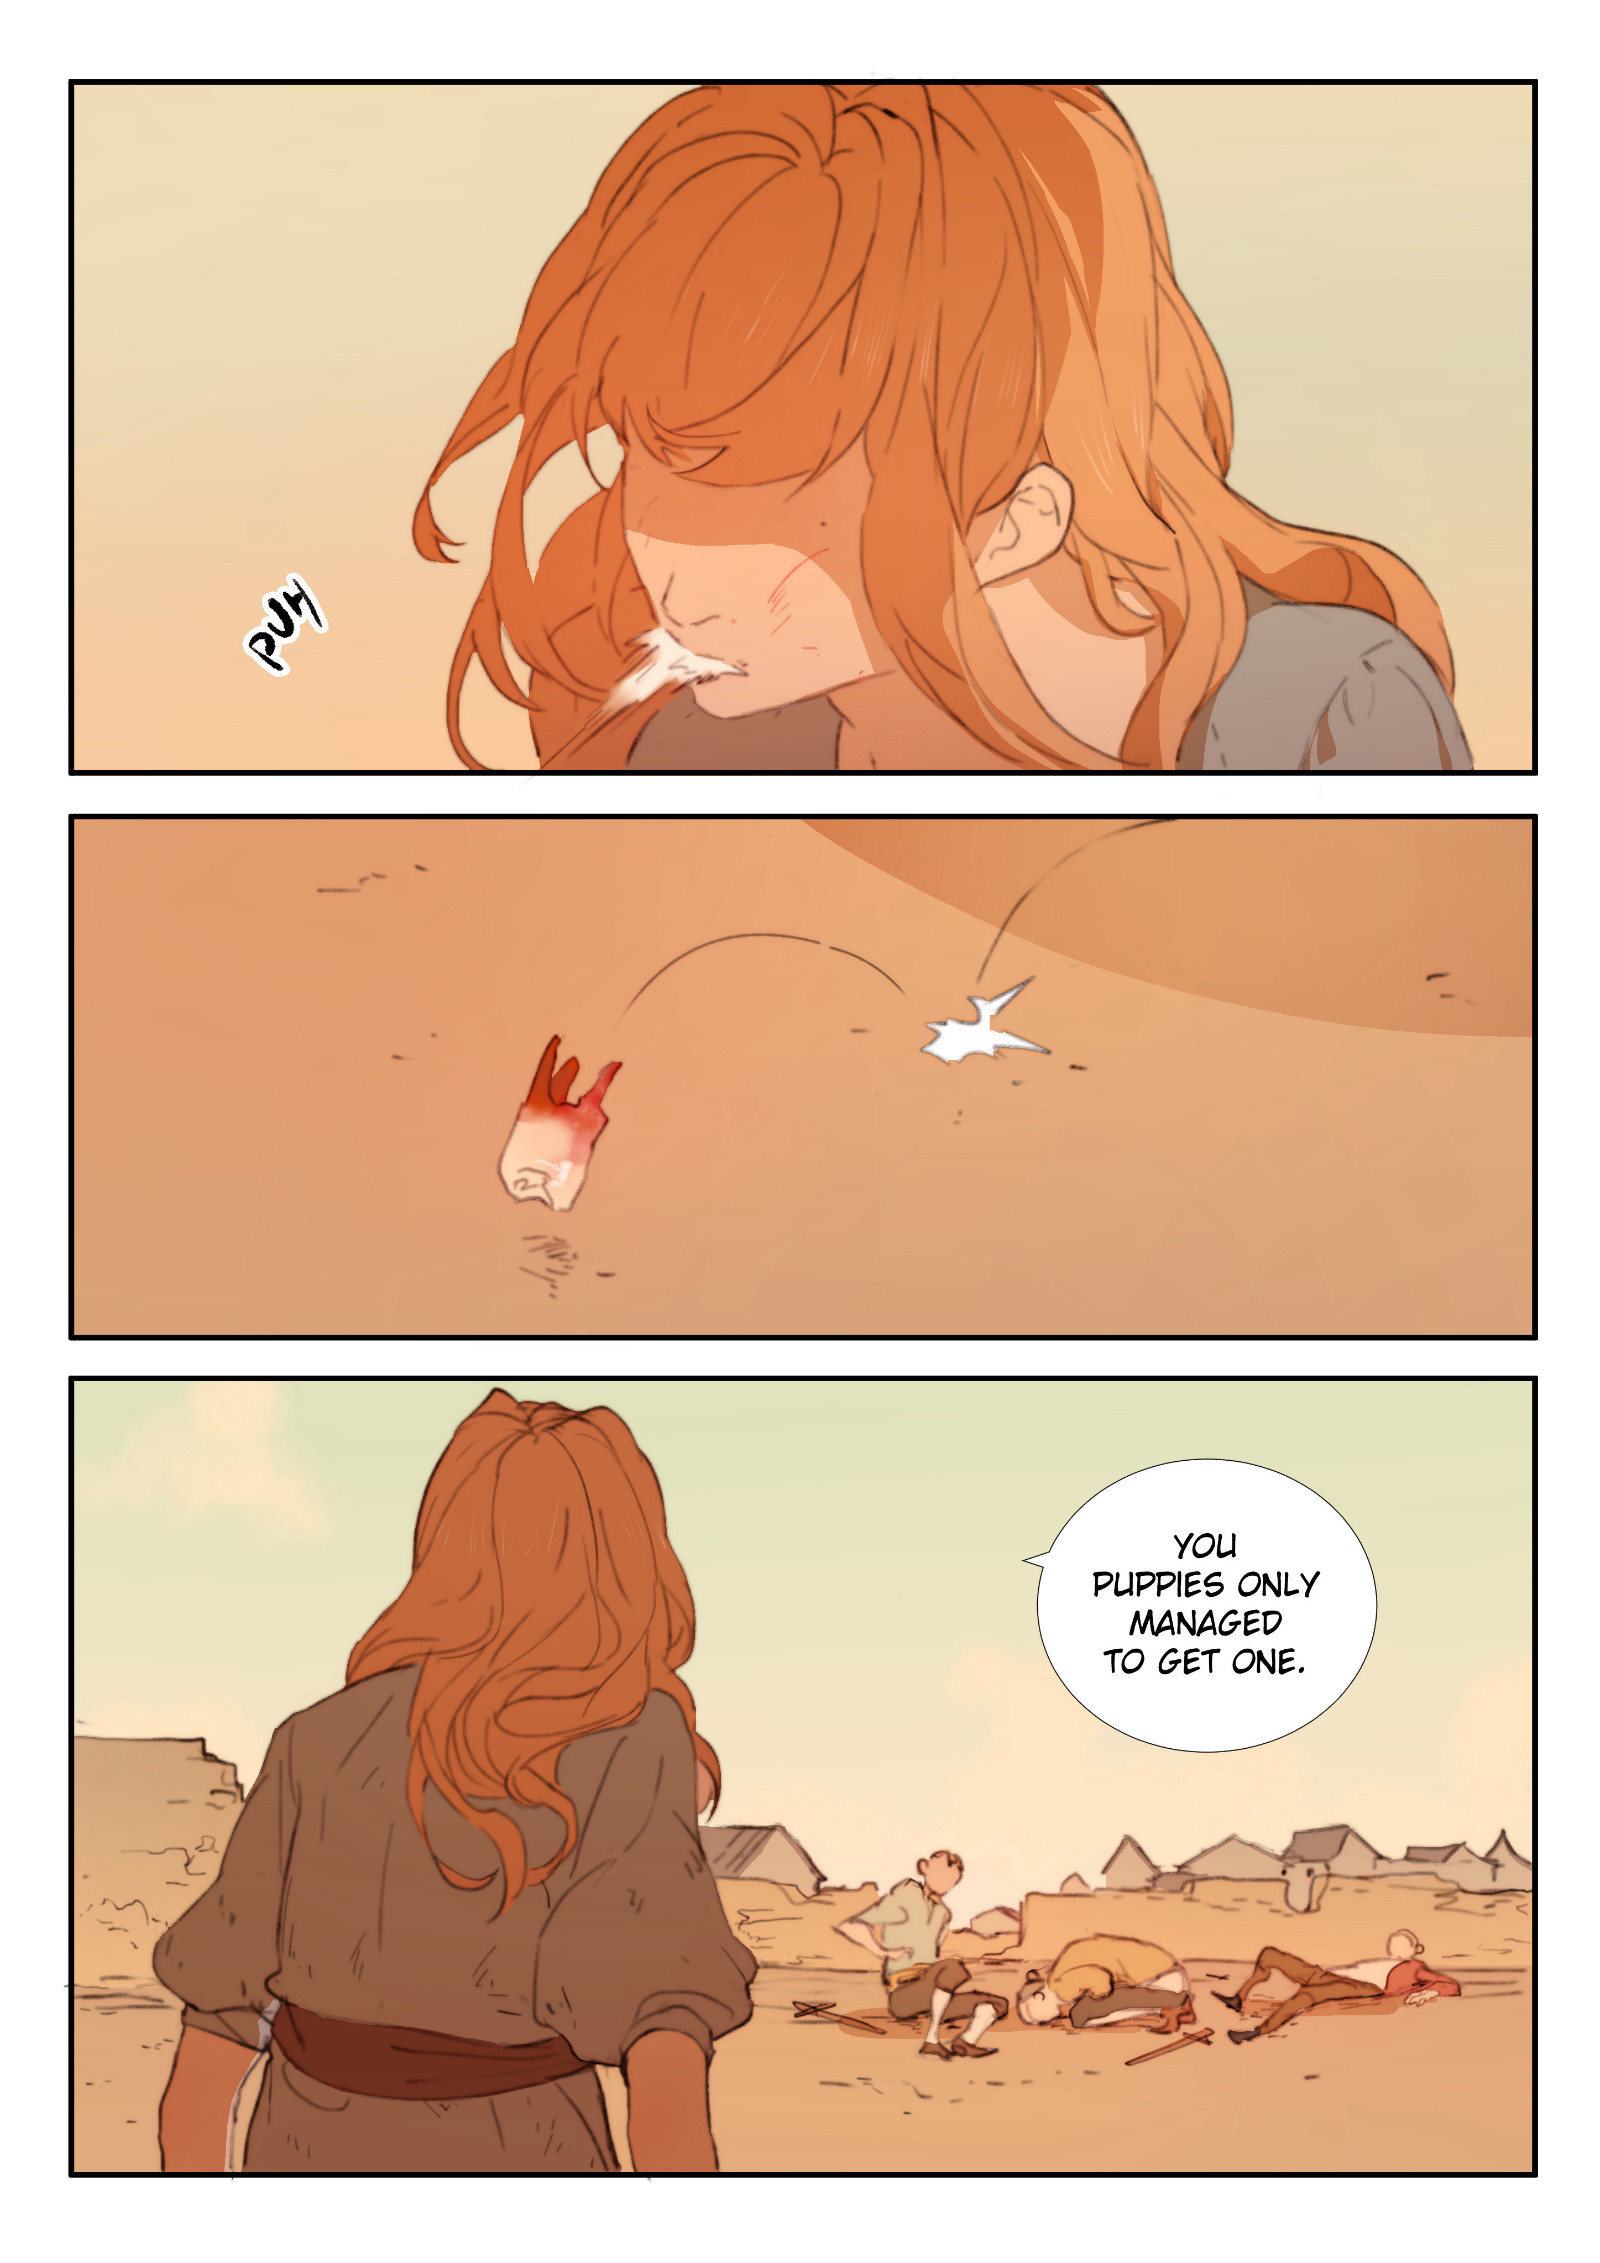 PUH
YOU
PUPPIES ONLY
MANAGED
TO GET ONE.